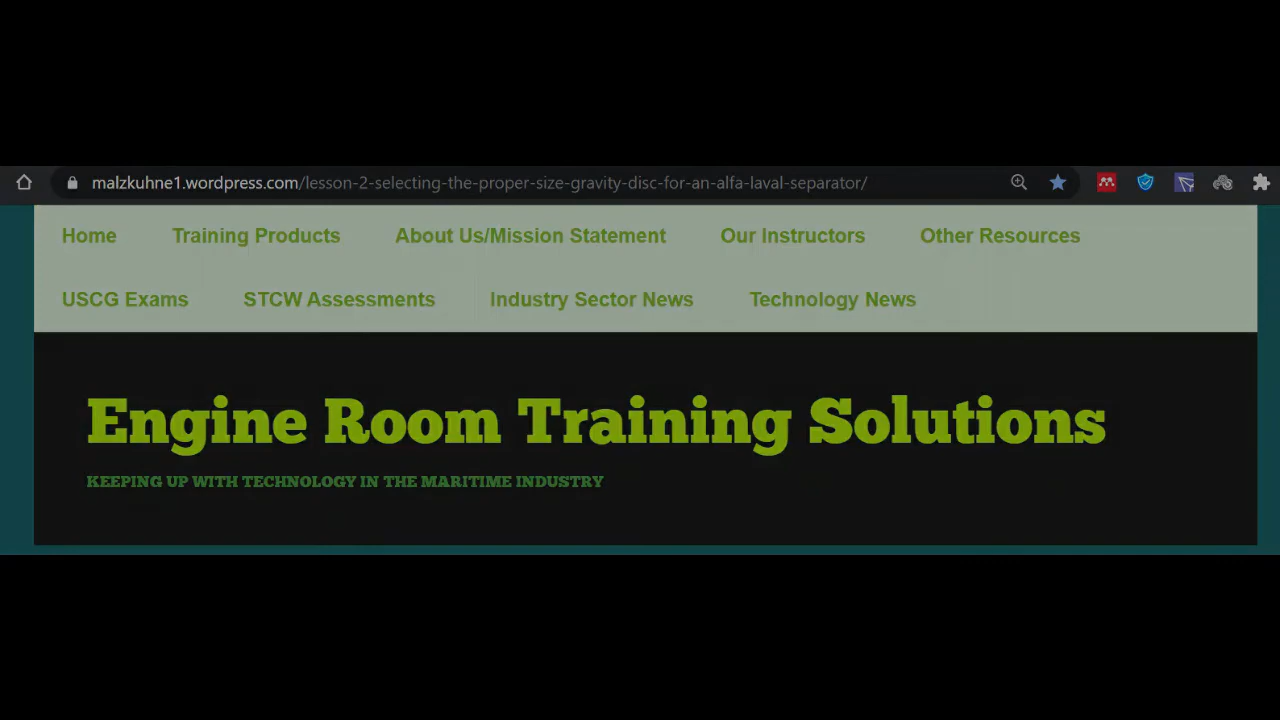 malzkuhne1.wordpress.com/lesson-2-selecting-the-proper-size-gravity-disc-for-an-alfa-laval-separator/
Home Training Products About Us/Mission Statement Our Instructors Other Resources
USCG Exams STCW Assessments Industry Sector News Technology News
Engine Room Training Solutions
KEEPING UP WITH TECHNOLOGY IN THE MARITIME INDUSTRY